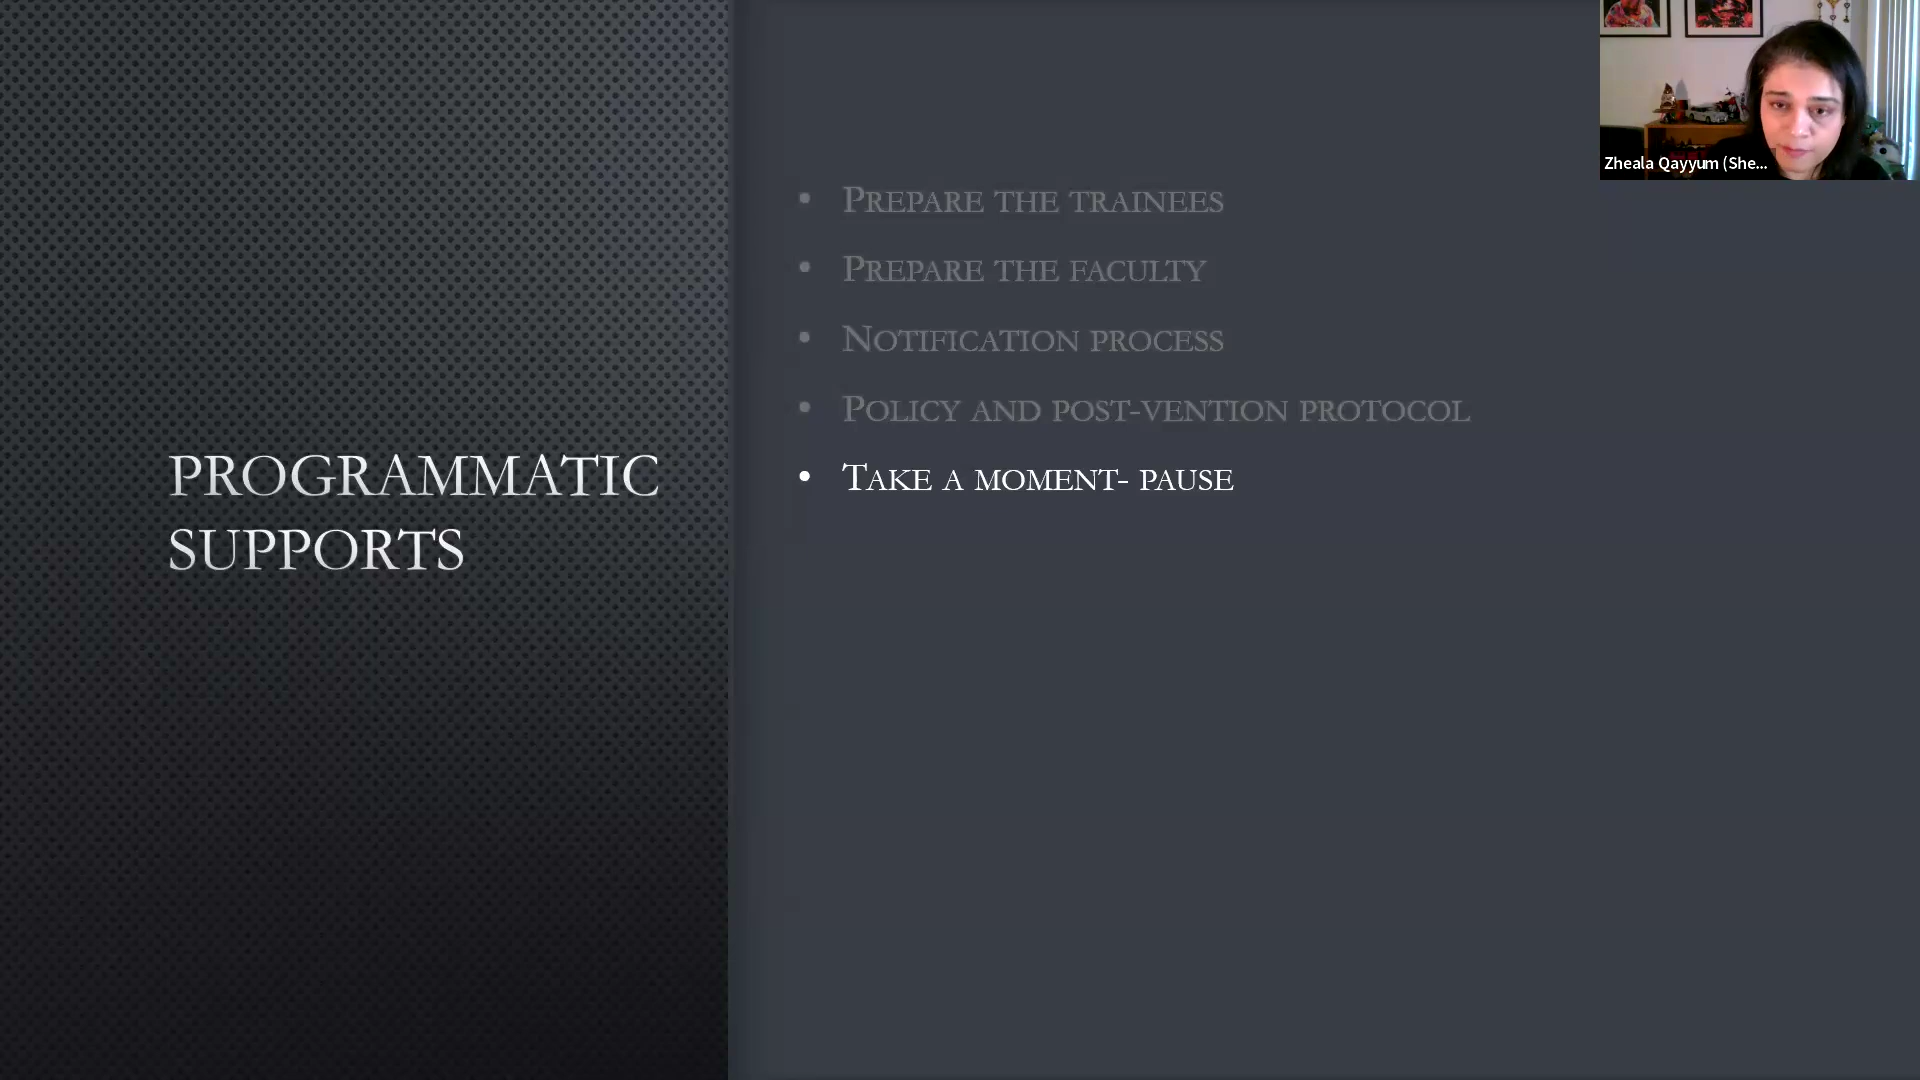 PROGRAMMATIC
SUPPORTS
• PREPARE THE TRAINEES
• PREPARE THE FACULTY
• NOTIFICATION PROCESS
• POLICY AND POST-VENTION PROTOCOL
• TAKE A MOMENT- PAUSE
Zheala Qayyum (She...